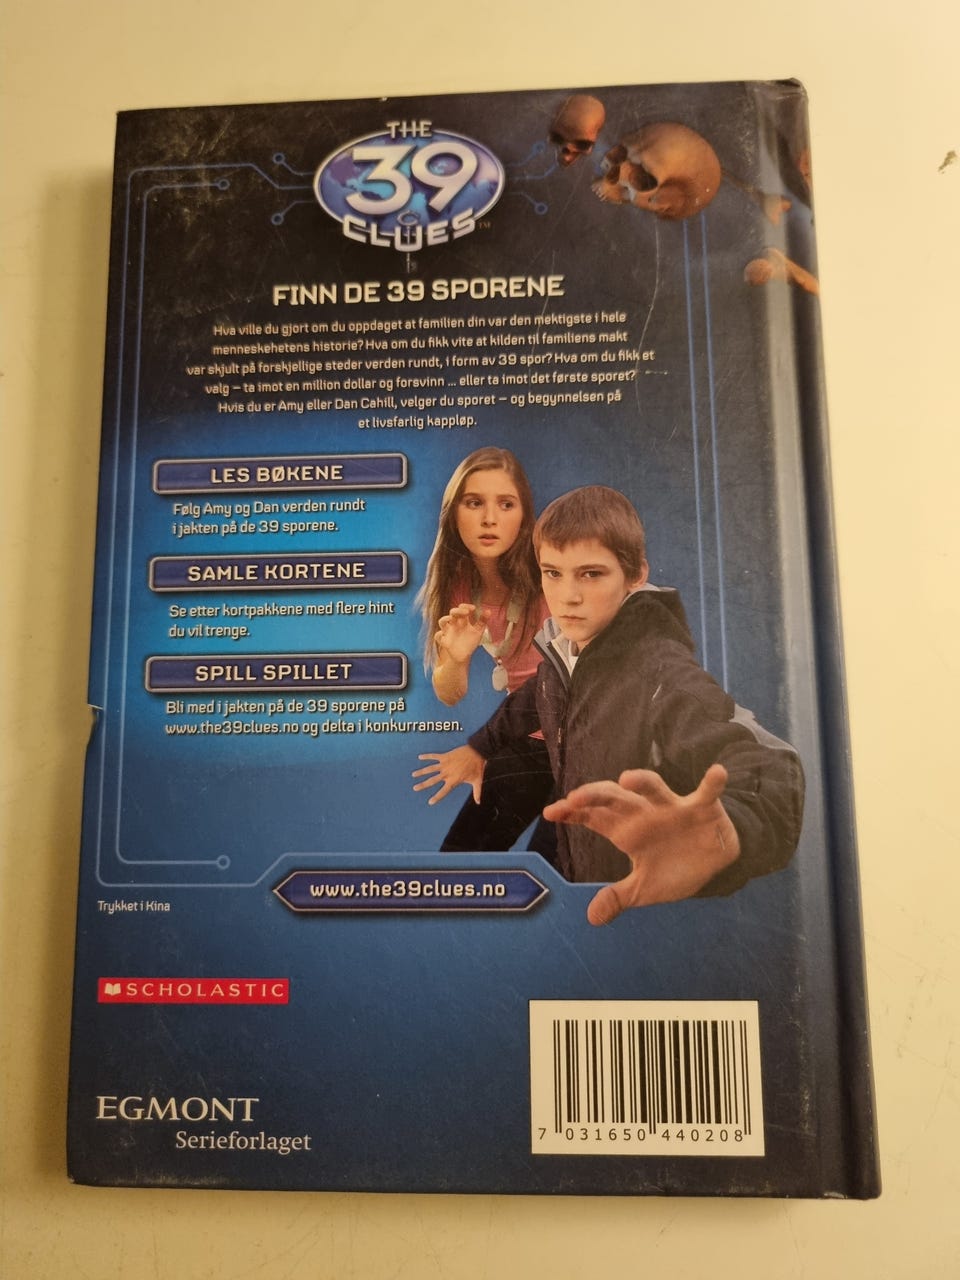 THE
39
CLUES™
FINN DE 39 SPORENE
Hva ville du gjort om du oppdaget at familien din var den mektigste i hele
menneskehetens historie? Hva om du fikk vite at kilden til familiens makt
var skjult på forskjellige steder verden rundt, i form av 39 spor? Hva om du fikk et
valg – ta imot en million dollar og forsvinn ... eller ta imot det første sporet?
Hvis du er Amy eller Dan Cahill, velger du sporet – og begynnelsen på
et livsfarlig kappløp.
LES BØKENE
Følg Amy og Dan verden rundt
i jakten på de 39 sporene.
SAMLE KORTENE
Se etter kortpakkene med flere hint
du vil trenge.
SPILL SPILLET
Bli med i jakten på de 39 sporene på
www.the39clues.no og delta i konkurransen.
www.the39clues.no
Trykket i Kina
SCHOLASTIC
EGMONT
Serieforlaget
7 031650 440208